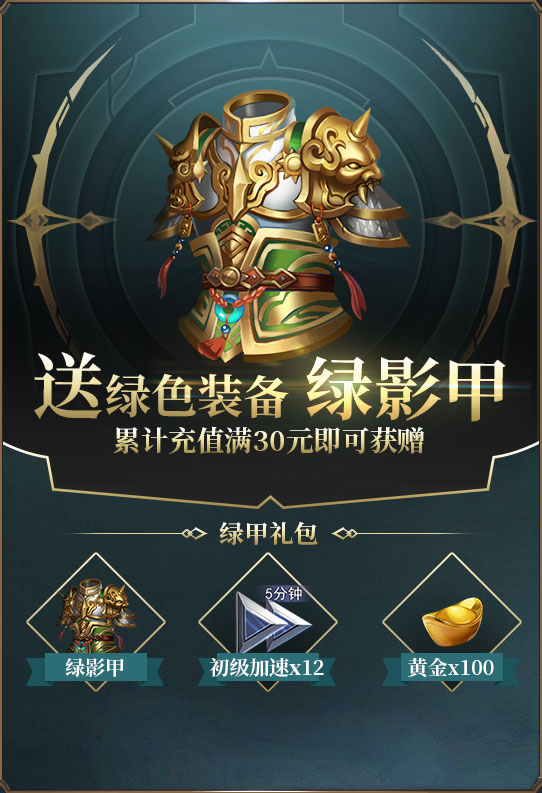 送绿色装备 绿影甲
累计充值满30元即可获赠
绿甲礼包
5分钟
绿影甲
初级加速x12
黄金x100